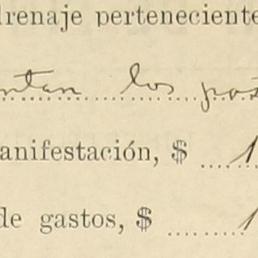 drenaje perteneciente
ntan los pos
anifestación, $ 1
de gastos, $ 1